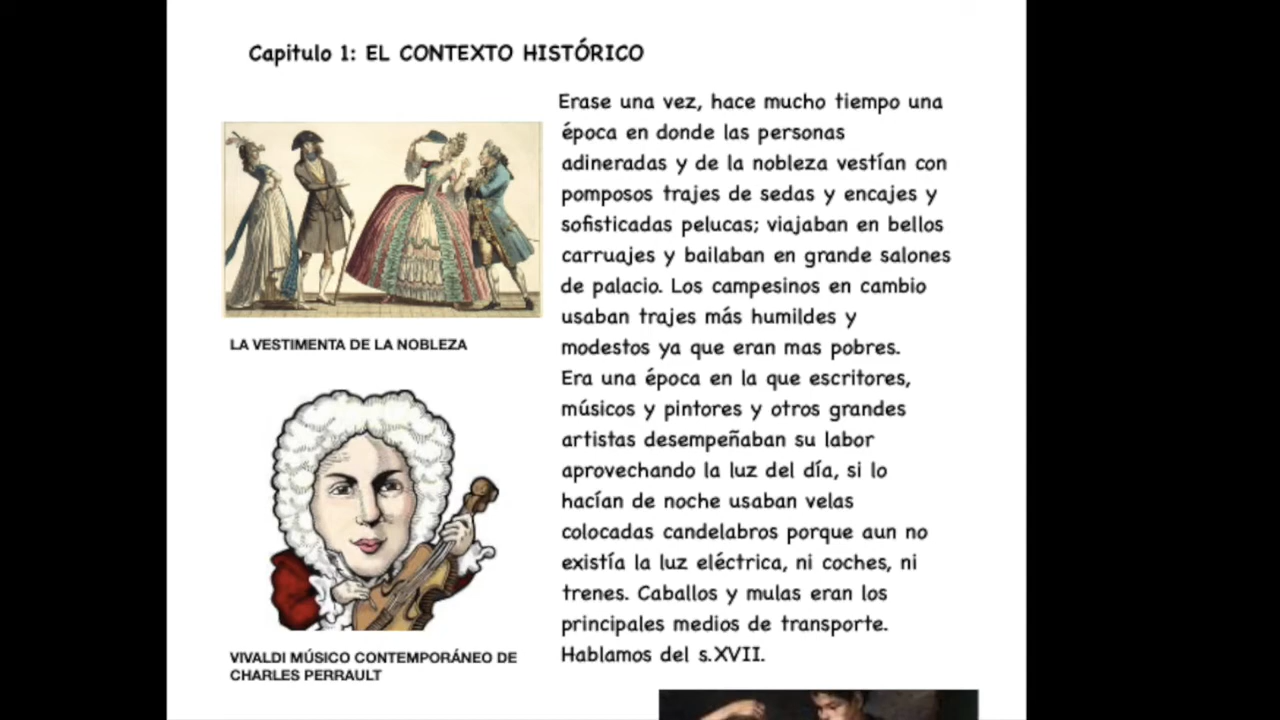 Capitulo 1: EL CONTEXTO HISTÓRICO
Erase una vez, hace mucho tiempo una
época en donde las personas
adineradas y de la nobleza vestían con
pomposos trajes de sedas y encajes y
sofisticadas pelucas; viajaban en bellos
carruajes y bailaban en grande salones
de palacio. Los campesinos en cambio
usaban trajes más humildes y
modestos ya que eran mas pobres.
Era una época en la que escritores,
músicos y pintores y otros grandes
artistas desempeñaban su labor
aprovechando la luz del día, si lo
hacían de noche usaban velas
colocadas candelabros porque aun no
existía la luz eléctrica, ni coches, ni
trenes. Caballos y mulas eran los
principales medios de transporte.
Hablamos del s.XVII.
LA VESTIMENTA DE LA NOBLEZA
VIVALDI MÚSICO CONTEMPORÁNEO DE
CHARLES PERRAULT